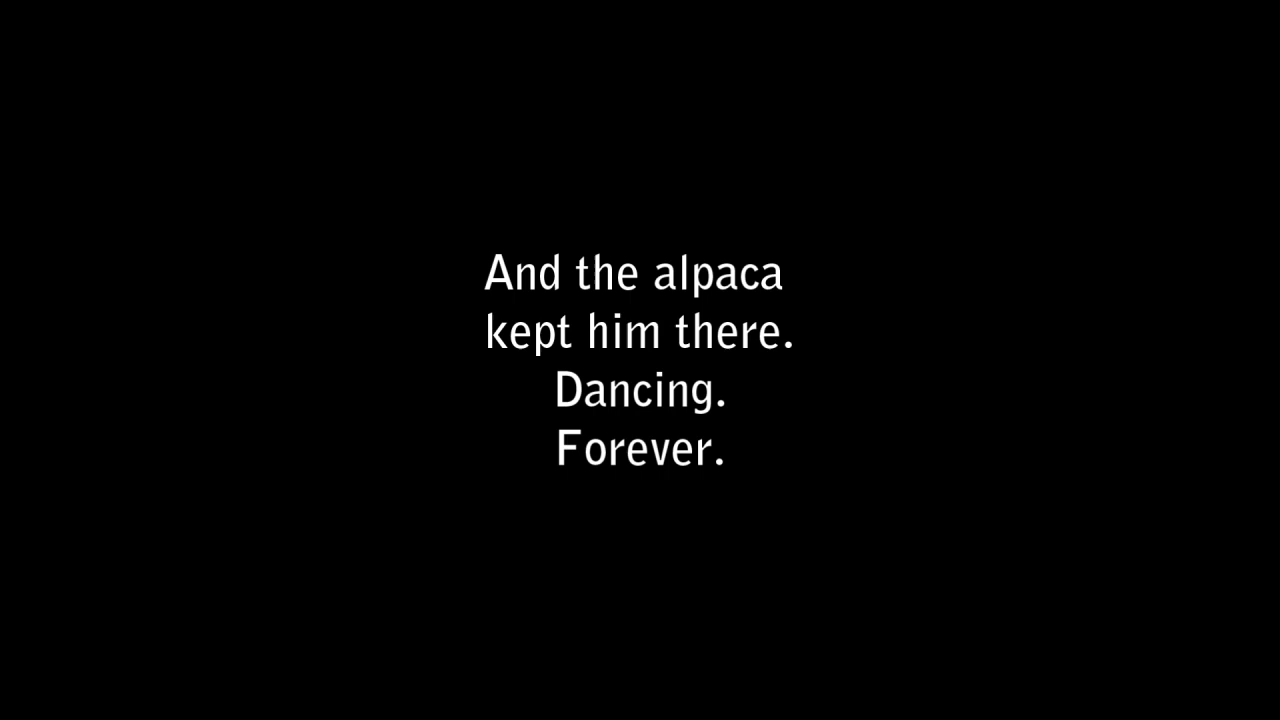 And the alpaca
kept him there.
Dancing.
Forever.